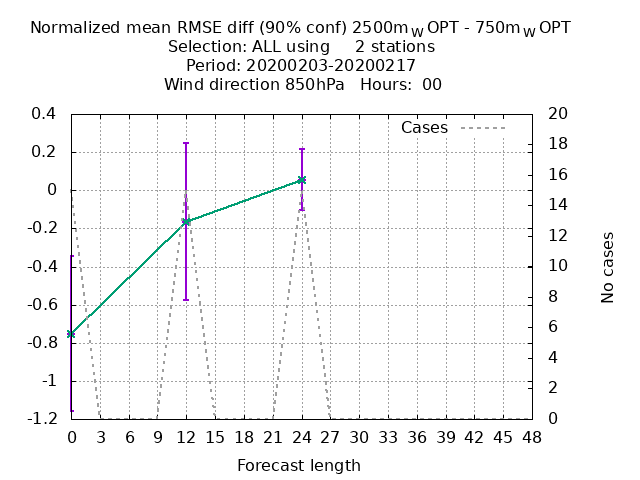 Normalized mean RMSE diff (90% conf) 2500m_W OPT - 750m_W OPT
Selection: ALL using     2 stations
Period: 20200203-20200217
Wind direction 850hPa   Hours:  00
Cases
0.4
0.2
0
-0.2
-0.4
-0.6
-0.8
-1
-1.2
20
18
16
14
12
10
8
6
4
2
0
No cases
0 3 6 9 12 15 18 21 24 27 30 33 36 39 42 45 48
Forecast length